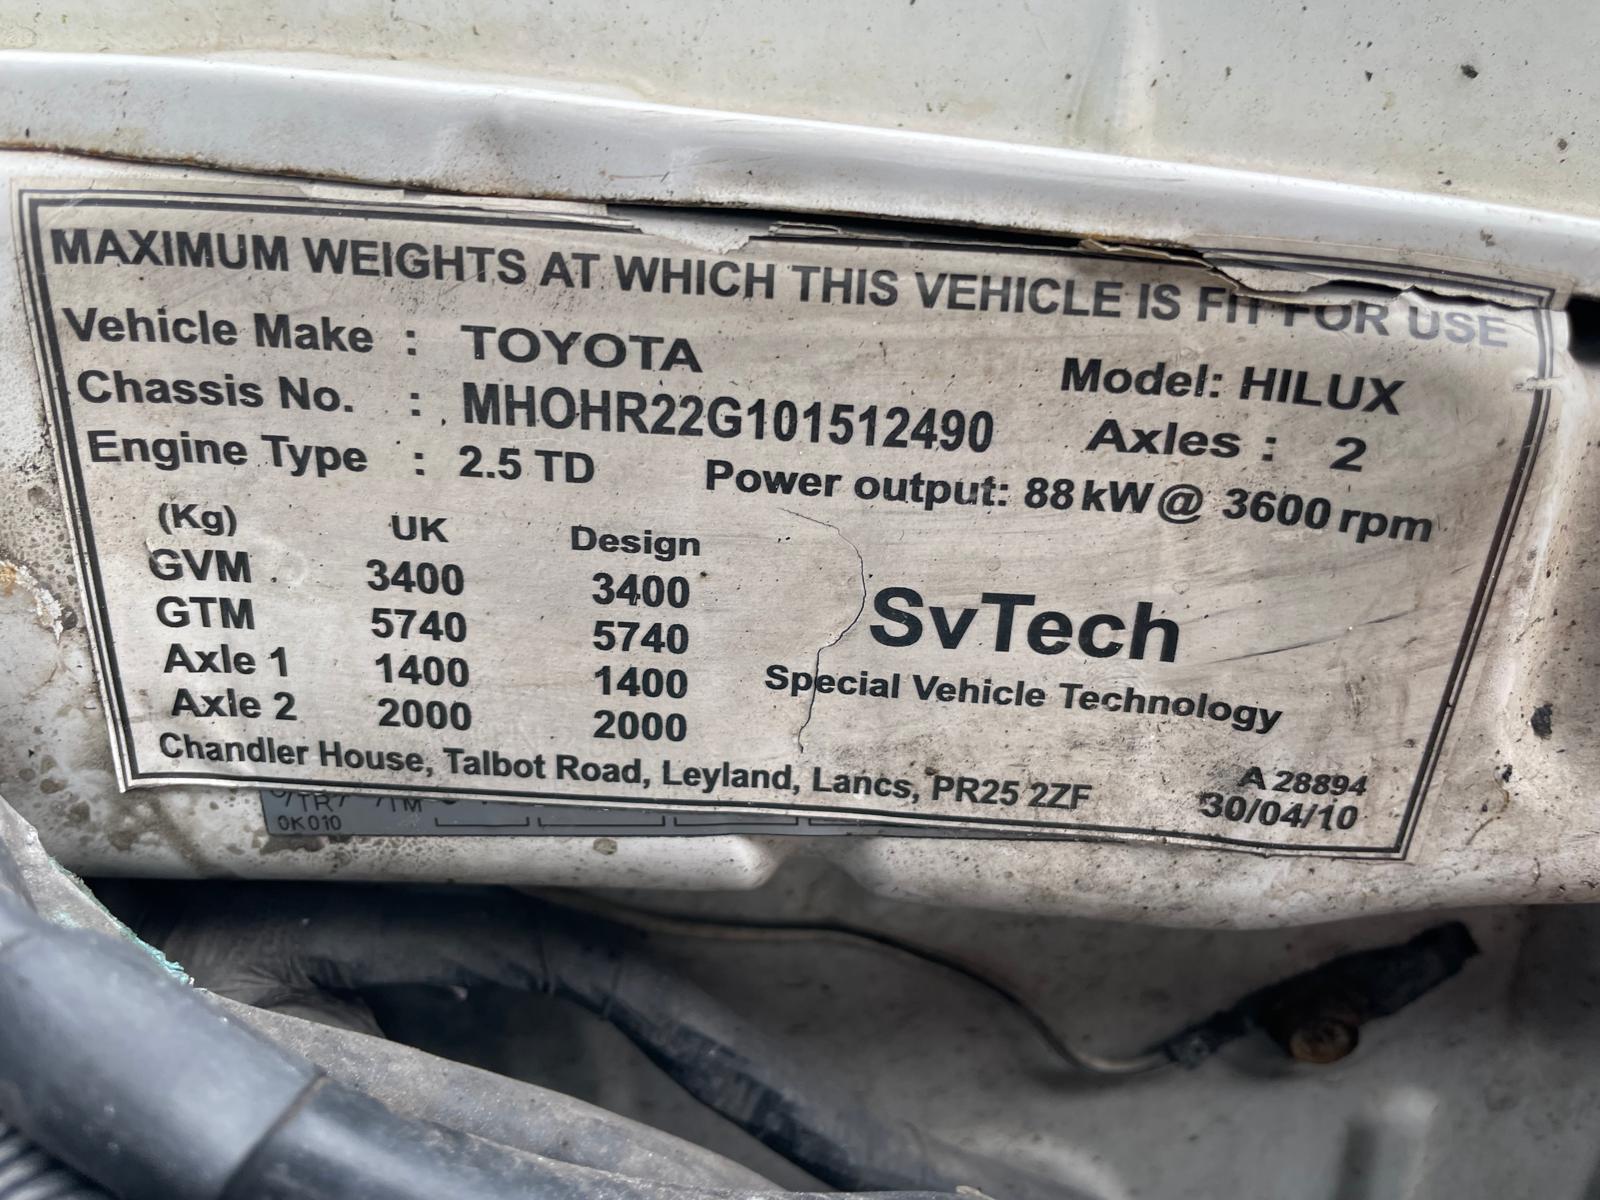 MAXIMUM WEIGHTS AT WHICH THIS VEHICLE IS FIT FOR USE
Vehicle Make : TOYOTA Model: HILUX
Chassis No. : MHOHR22G101512490 Axles : 2
Engine Type : 2.5 TD Power output: 88 kW @ 3600 rpm
(Kg) UK Design
GVM 3400 3400
GTM 5740 5740
Axle 1 1400 1400
Axle 2 2000 2000
SvTech
Special Vehicle Technology
Chandler House, Talbot Road, Leyland, Lancs, PR25 2ZF
A 28894
30/04/10
0K010